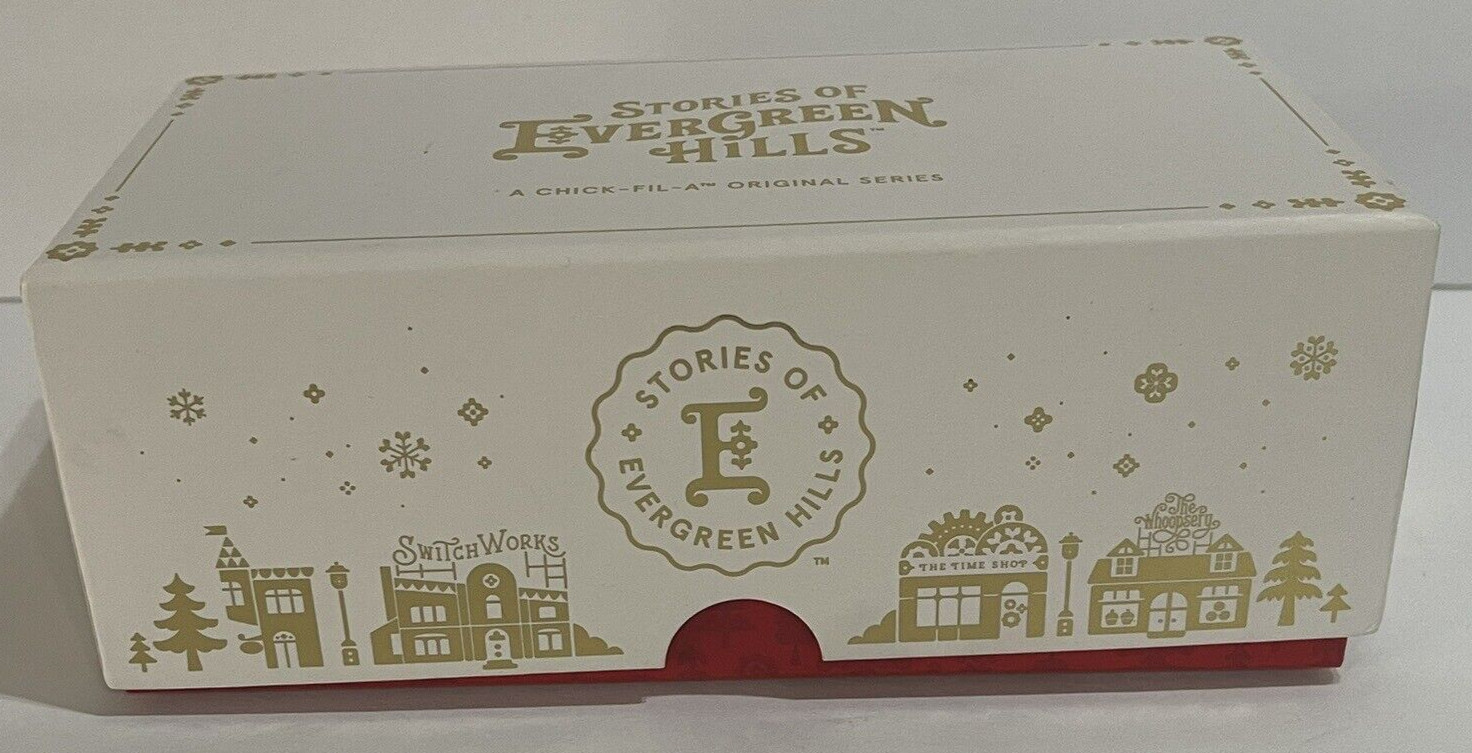 STORIES OF
EVERGREEN
HILLS™
A CHICK-FIL-A™ ORIGINAL SERIES
STORIES OF
E
EVERGREEN HILLS
™
SWITCHWORKS
THE TIME SHOP
The
Whoopsery